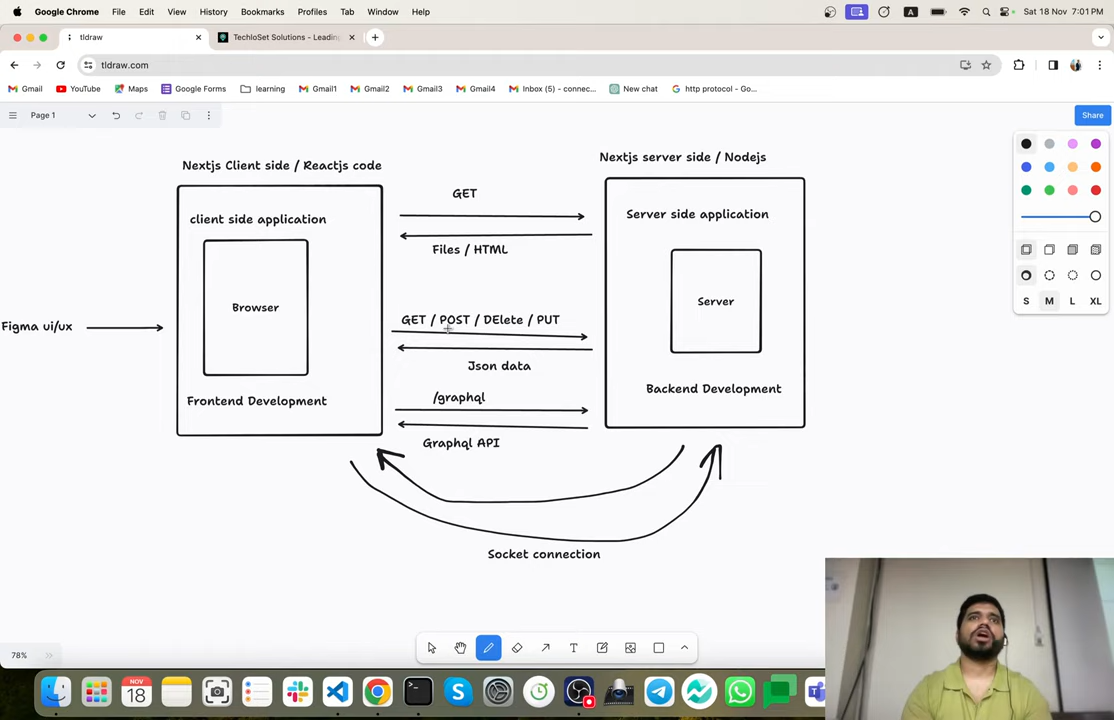 Google Chrome File Edit View History Bookmarks Profiles Tab Window Help
A Sat 18 Nov 7:01 PM
tldraw
TechloSet Solutions - Leadin
tldraw.com
Gmail YouTube Maps Google Forms learning Gmail1 Gmail2 Gmail3 Gmail4 Inbox (5) - connec... New chat http protocol - Go...
Page 1
Share
Nextjs Client side / Reactjs code
Nextjs server side / Nodejs
GET
client side application
Server side application
Files / HTML
Browser
Server
Figma ui/ux
GET / POST / DElete / PUT
Json data
Backend Development
/graphql
Frontend Development
Graphql API
Socket connection
S M L XL
78%
T
NOV
18